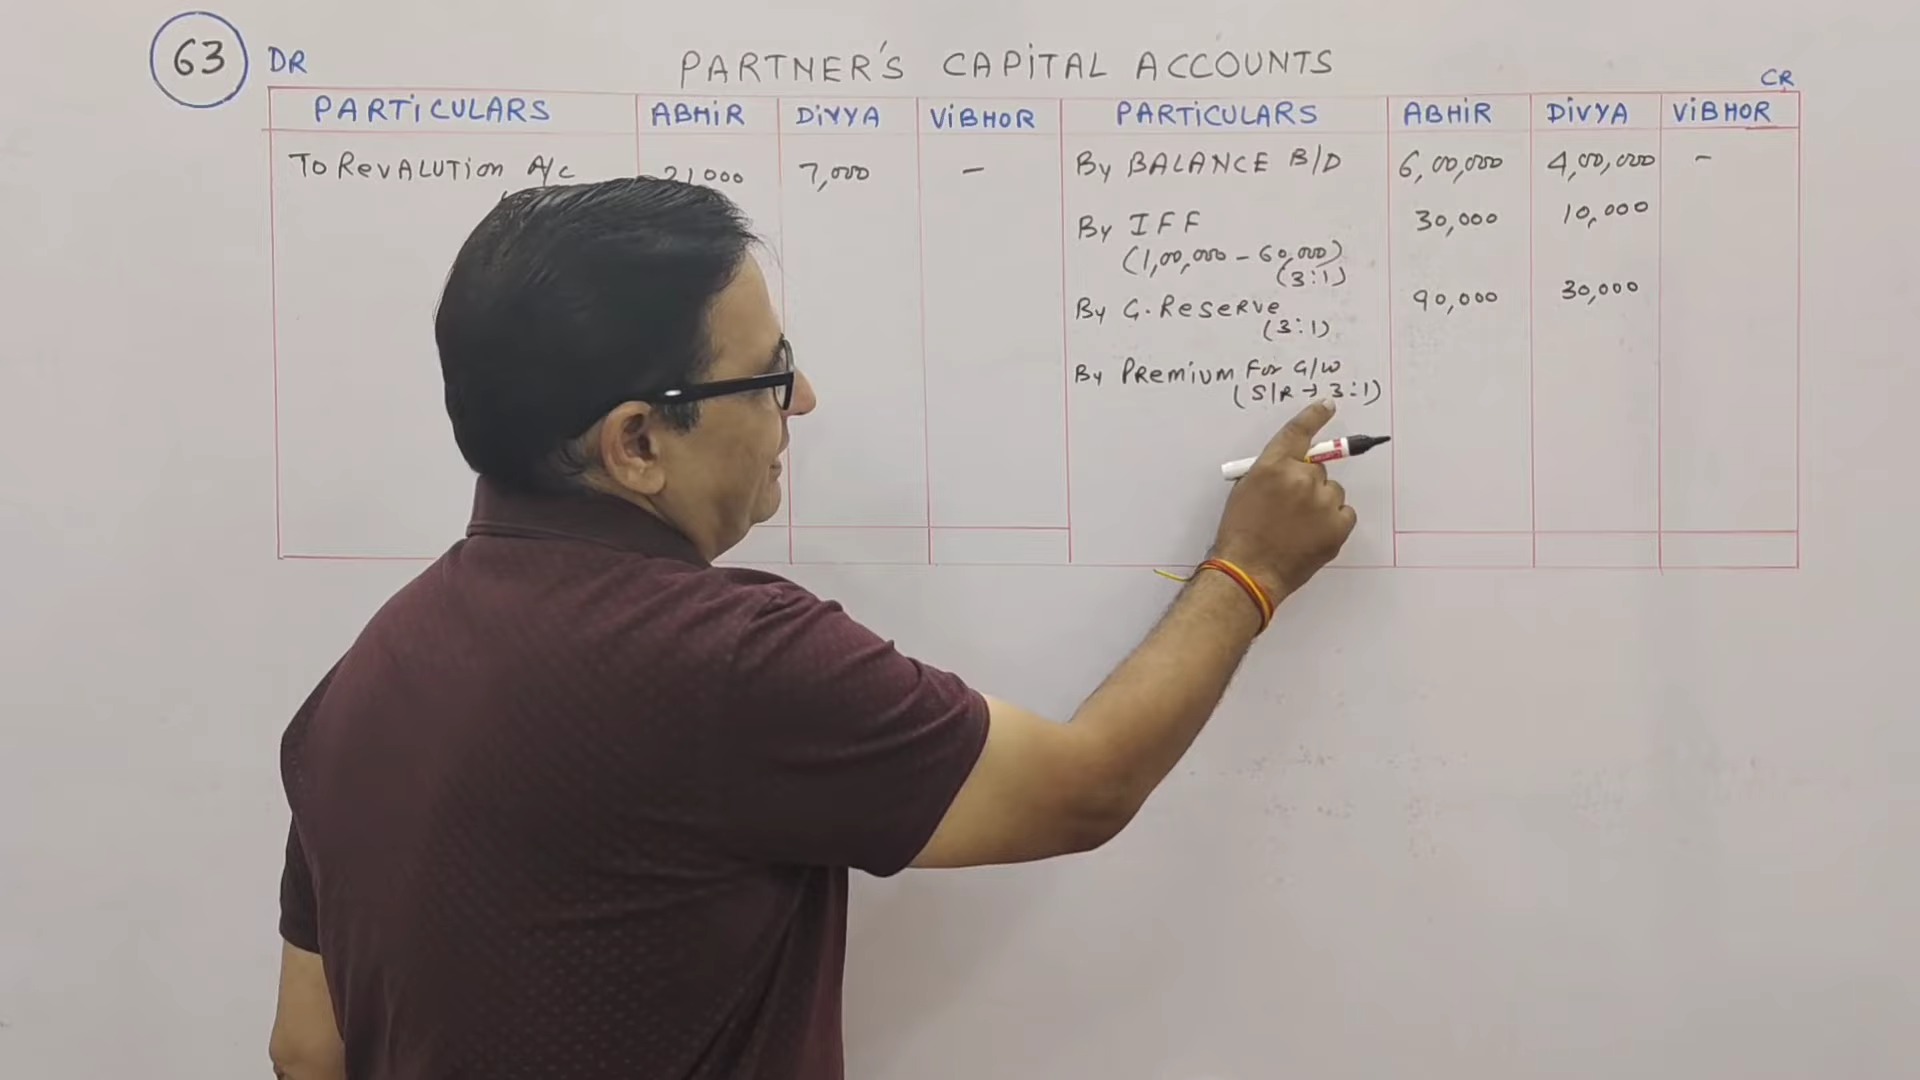 63 DR PARTNER'S CAPITAL ACCOUNTS CR
PARTICULARS ABHIR DIVYA VIBHOR PARTICULARS ABHIR DIVYA VIBHOR
To REVALUTION A/C 21000 7,000 — By BALANCE B/D 6,00,000 4,00,000 —
By IFF 30,000 10,000
(1,00,000 - 60,000)
(3:1)
By G. Reserve 90,000 30,000
(3:1)
By PREMIUM For G/W
(S/R → 3:1)